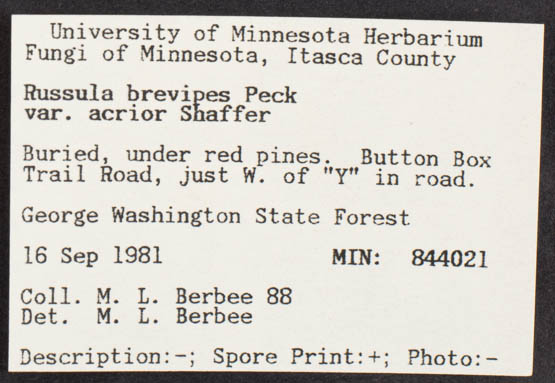 University of Minnesota Herbarium
Fungi of Minnesota, Itasca County
Russula brevipes Peck
var. acrior Shaffer
Buried, under red pines. Button Box
Trail Road, just W. of "Y" in road.
George Washington State Forest
16 Sep 1981 MIN: 844021
Coll. M. L. Berbee 88
Det. M. L. Berbee
Description:-; Spore Print:+; Photo:-